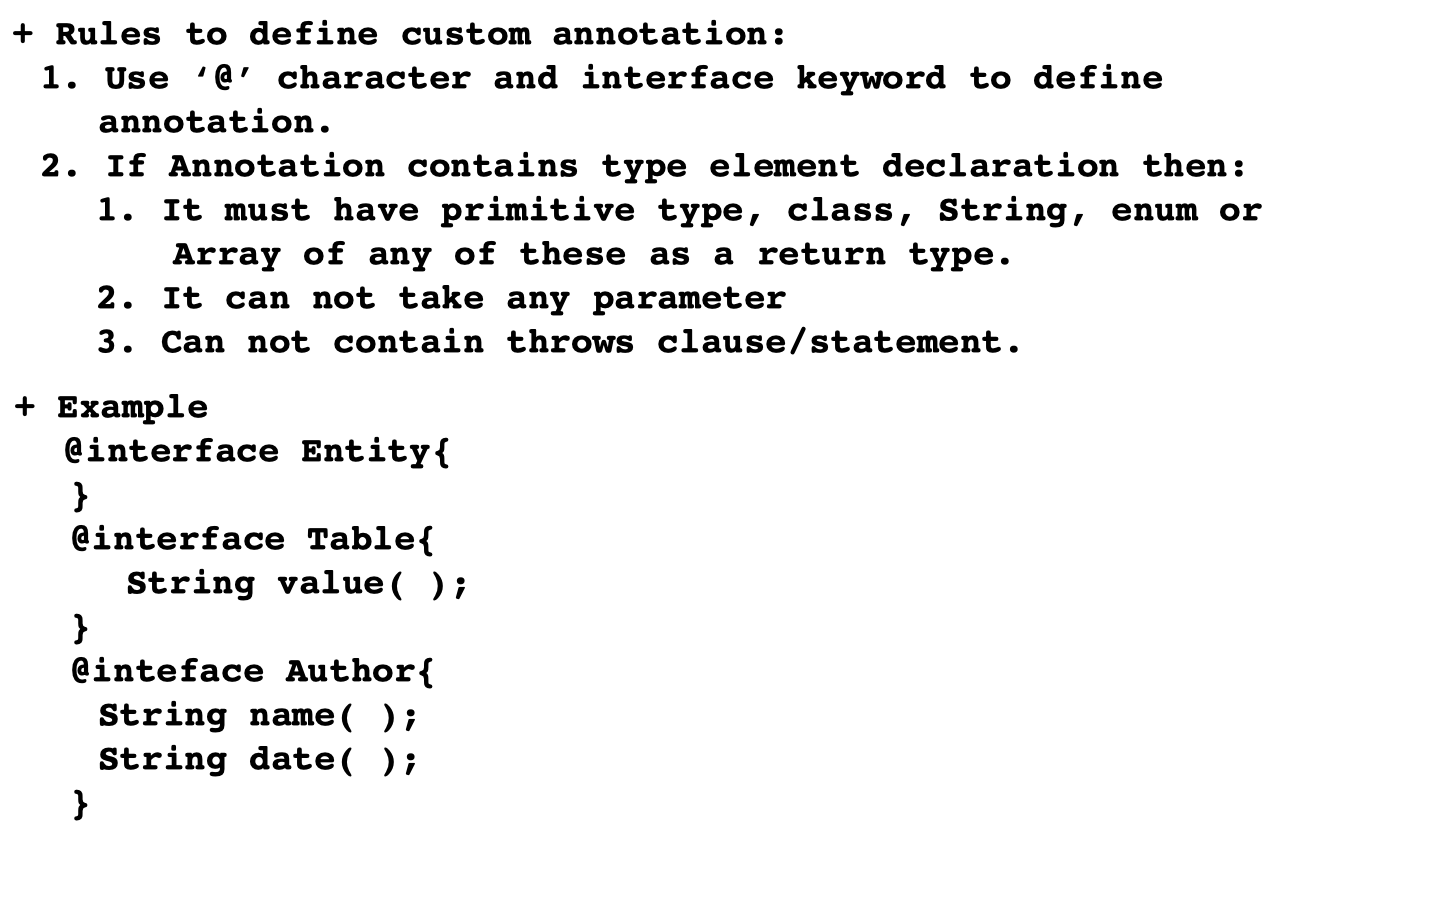 + Rules to define custom annotation:
1. Use ‘@’ character and interface keyword to define
annotation.
2. If Annotation contains type element declaration then:
1. It must have primitive type, class, String, enum or
Array of any of these as a return type.
2. It can not take any parameter
3. Can not contain throws clause/statement.
+ Example
@interface Entity{
}
@interface Table{
String value( );
}
@inteface Author{
String name( );
String date( );
}